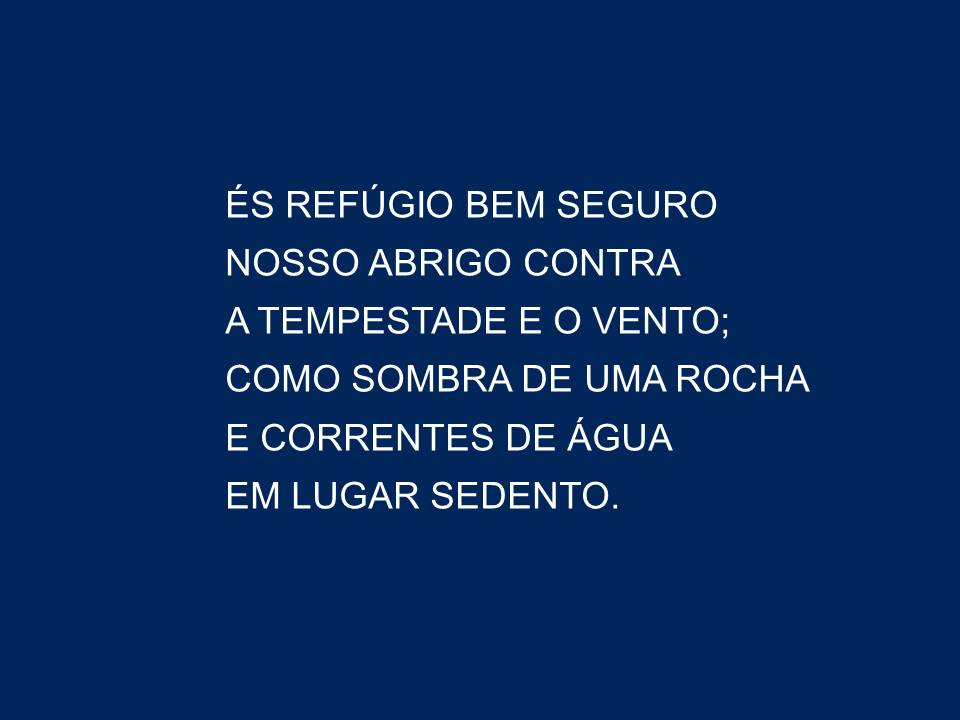 ÉS REFÚGIO BEM SEGURO
NOSSO ABRIGO CONTRA
A TEMPESTADE E O VENTO;
COMO SOMBRA DE UMA ROCHA
E CORRENTES DE ÁGUA
EM LUGAR SEDENTO.